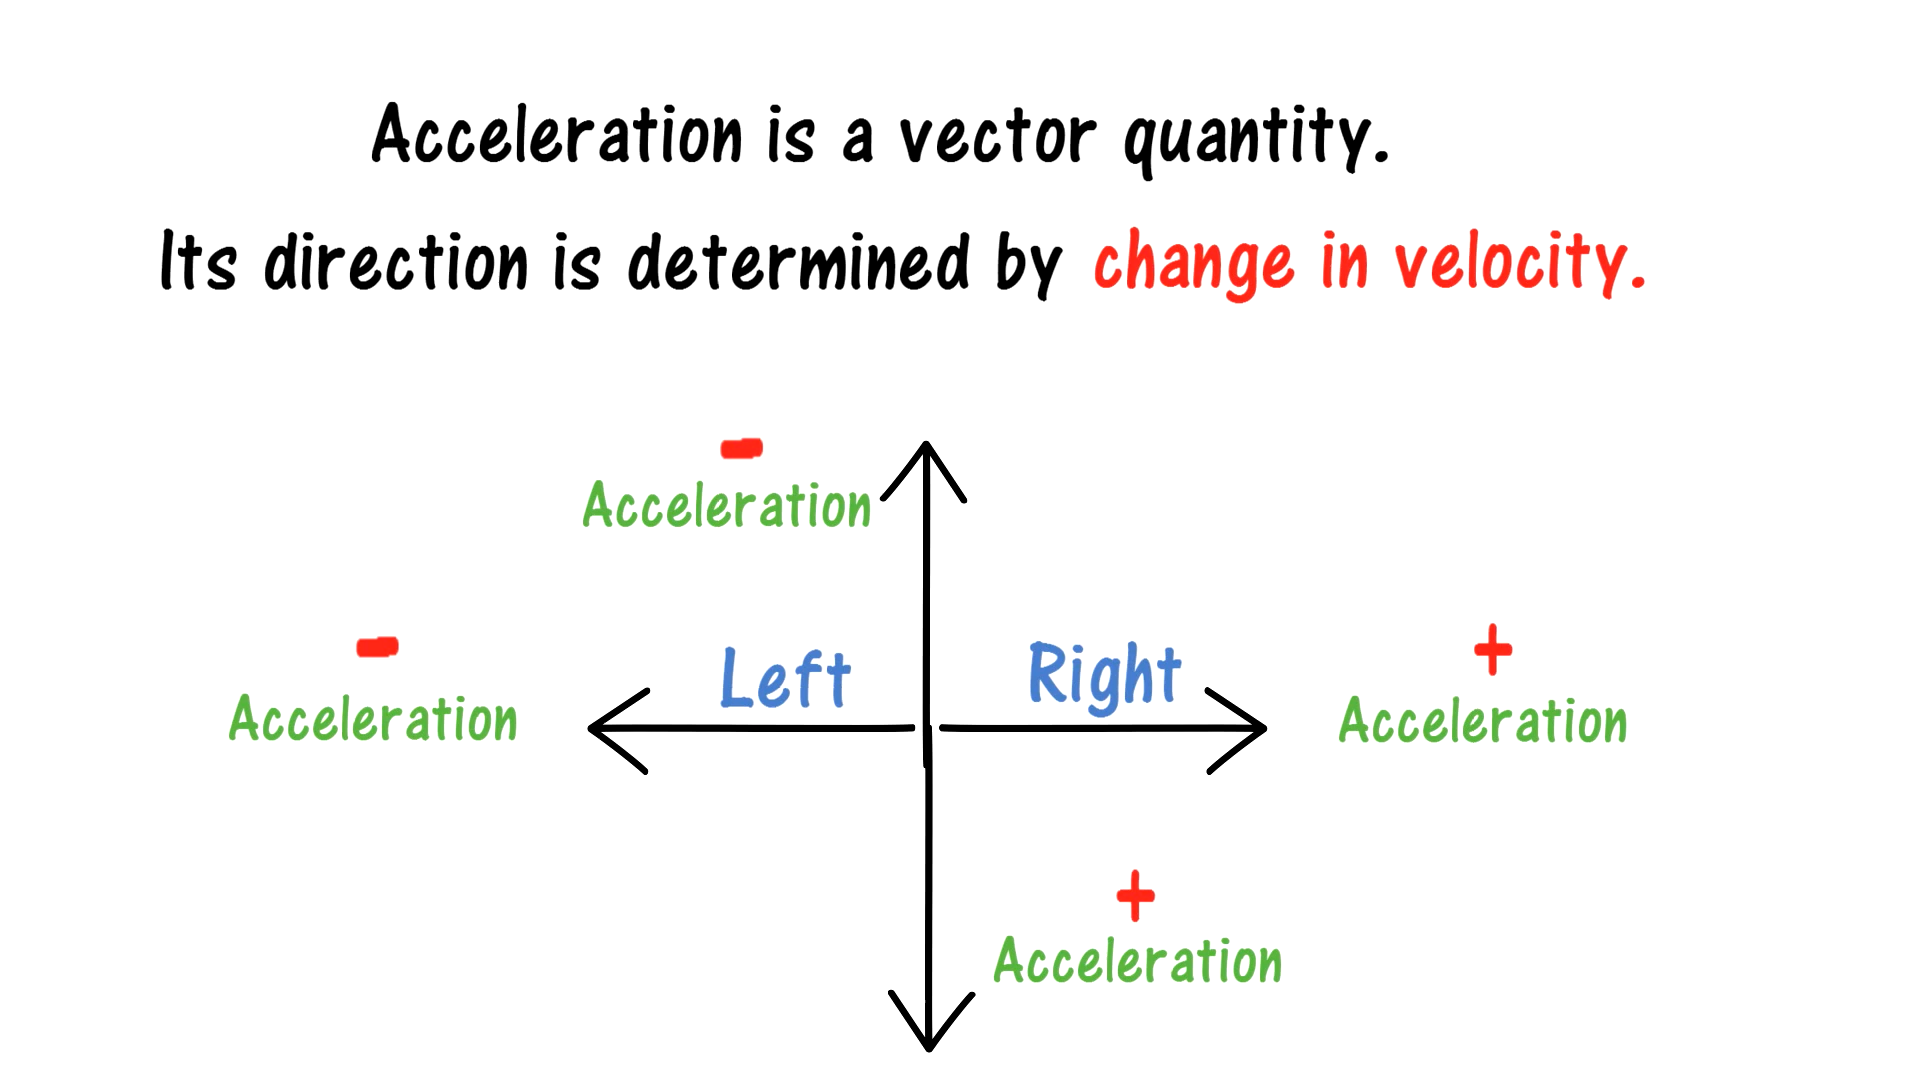 Acceleration is a vector quantity.
Its direction is determined by change in velocity.
-
Acceleration
-
Acceleration
Left
Right
+
Acceleration
+
Acceleration